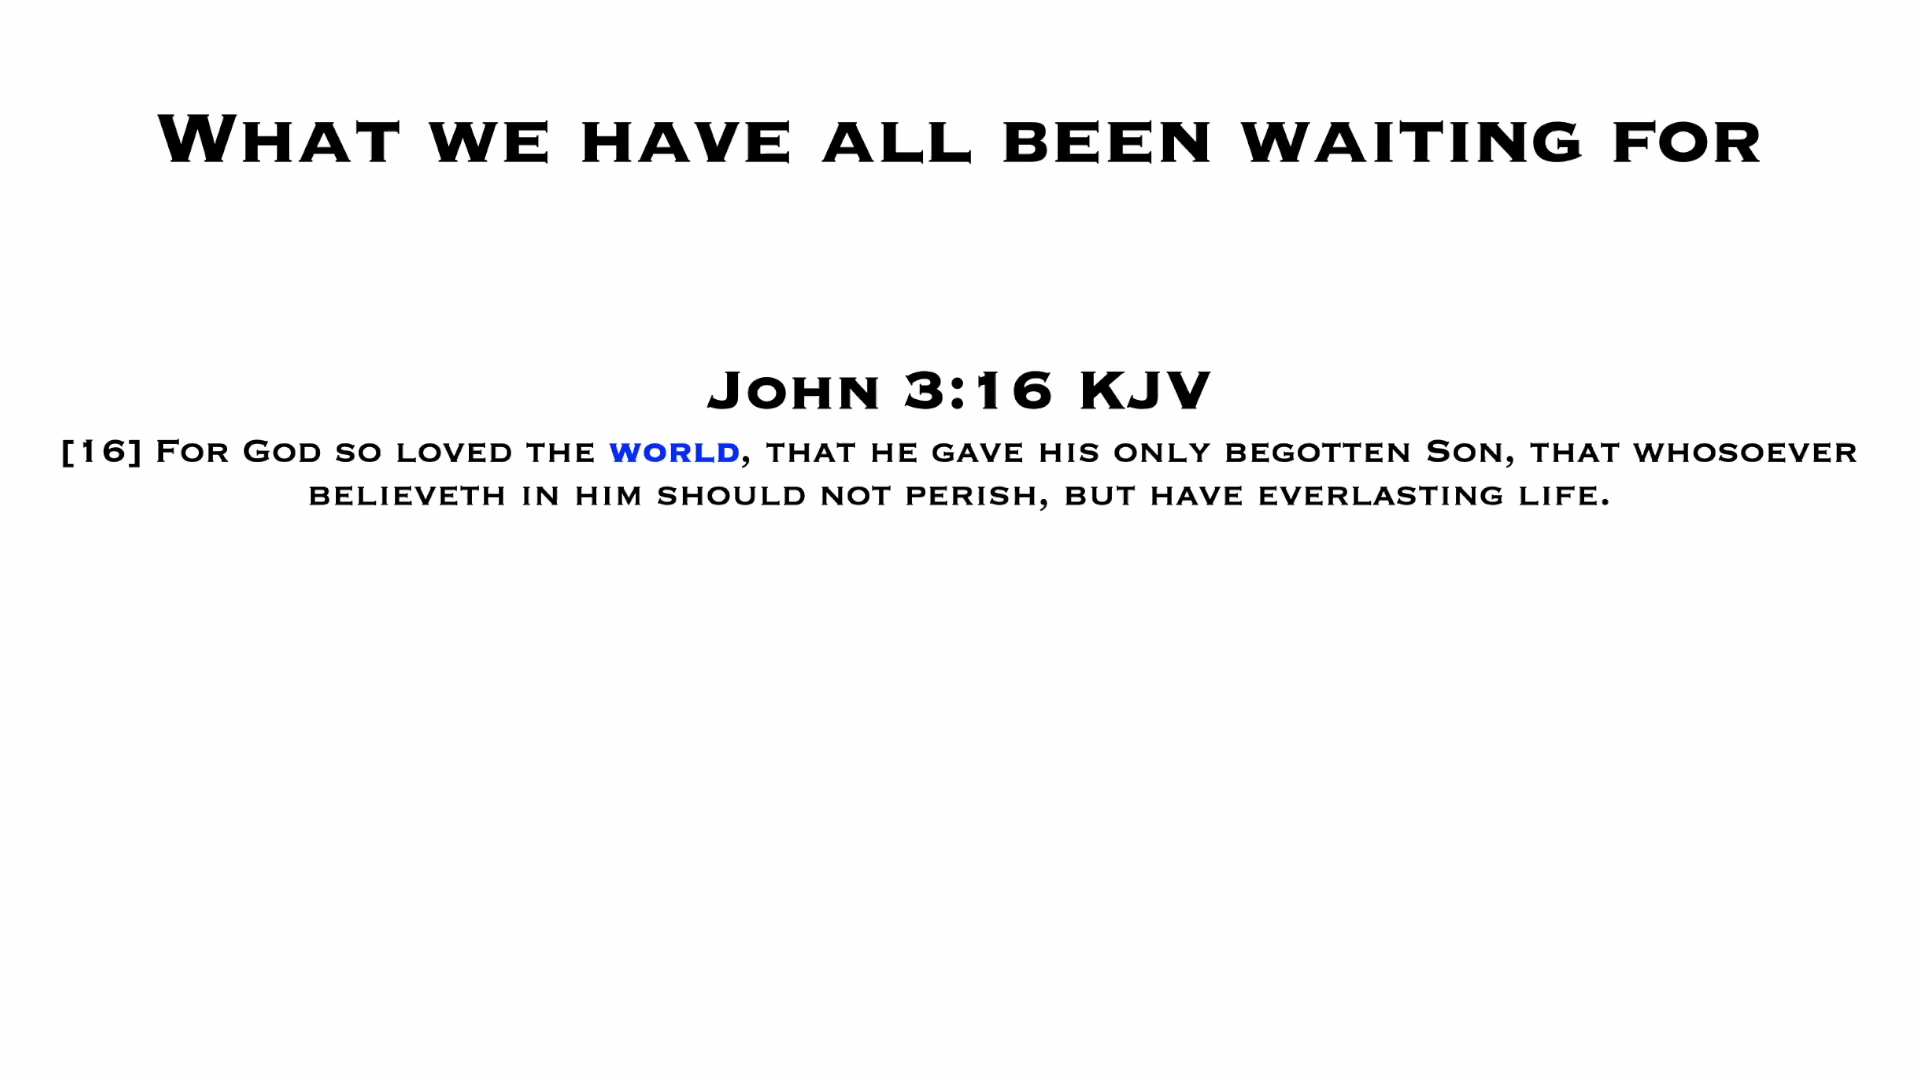 What we have all been waiting for
John 3:16 KJV
[16] For God so loved the world, that he gave his only begotten Son, that whosoever
believeth in him should not perish, but have everlasting life.